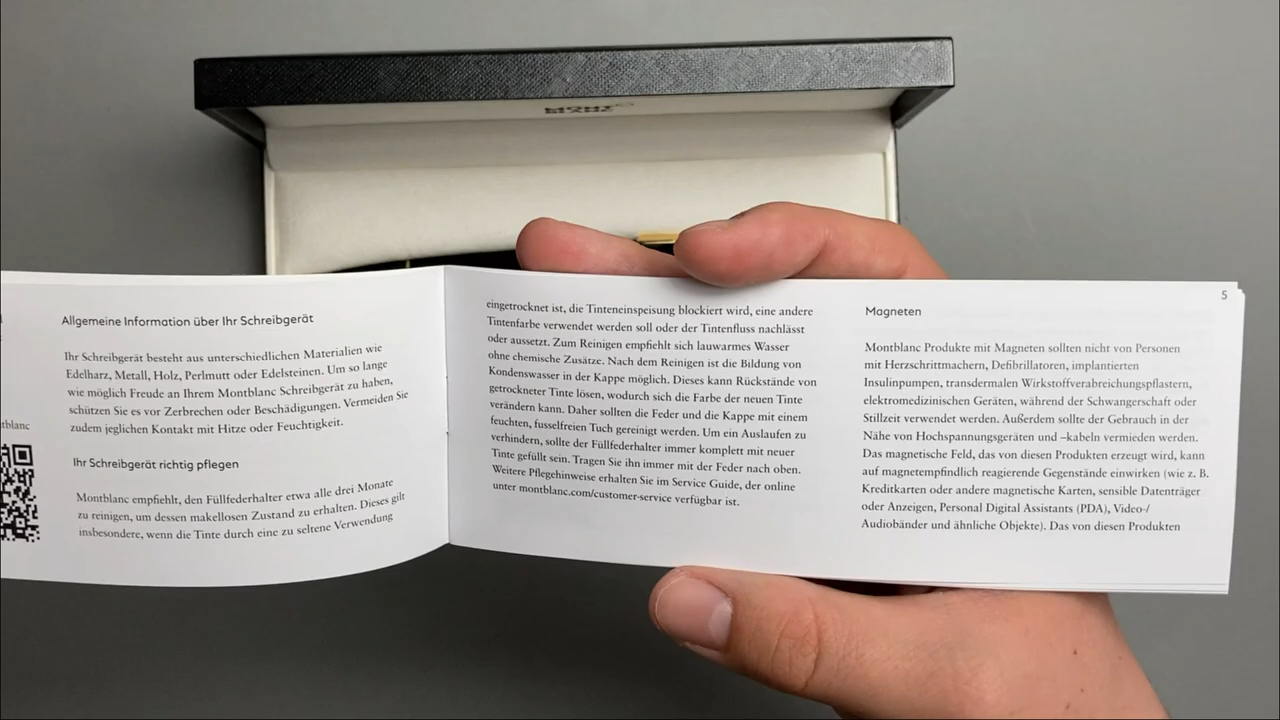 MONT
BLANC
tblanc
Allgemeine Information über Ihr Schreibgerät
Ihr Schreibgerät besteht aus unterschiedlichen Materialien wie
Edelharz, Metall, Holz, Perlmutt oder Edelsteinen. Um so lange
wie möglich Freude an Ihrem Montblanc Schreibgerät zu haben,
schützen Sie es vor Zerbrechen oder Beschädigungen. Vermeiden Sie
zudem jeglichen Kontakt mit Hitze oder Feuchtigkeit.
Ihr Schreibgerät richtig pflegen
Montblanc empfiehlt, den Füllfederhalter etwa alle drei Monate
zu reinigen, um dessen makellosen Zustand zu erhalten. Dieses gilt
insbesondere, wenn die Tinte durch eine zu seltene Verwendung
eingetrocknet ist, die Tinteneinspeisung blockiert wird, eine andere
Tintenfarbe verwendet werden soll oder der Tintenfluss nachlässt
oder aussetzt. Zum Reinigen empfiehlt sich lauwarmes Wasser
ohne chemische Zusätze. Nach dem Reinigen ist die Bildung von
Kondenswasser in der Kappe möglich. Dieses kann Rückstände von
getrockneter Tinte lösen, wodurch sich die Farbe der neuen Tinte
verändern kann. Daher sollten die Feder und die Kappe mit einem
feuchten, fusselfreien Tuch gereinigt werden. Um ein Auslaufen zu
verhindern, sollte der Füllfederhalter immer komplett mit neuer
Tinte gefüllt sein. Tragen Sie ihn immer mit der Feder nach oben.
Weitere Pflegehinweise erhalten Sie im Service Guide, der online
unter montblanc.com/customer-service verfügbar ist.
5
Magneten
Montblanc Produkte mit Magneten sollten nicht von Personen
mit Herzschrittmachern, Defibrillatoren, implantierten
Insulinpumpen, transdermalen Wirkstoffverabreichungspflastern,
elektromedizinischen Geräten, während der Schwangerschaft oder
Stillzeit verwendet werden. Außerdem sollte der Gebrauch in der
Nähe von Hochspannungsgeräten und –kabeln vermieden werden.
Das magnetische Feld, das von diesen Produkten erzeugt wird, kann
auf magnetempfindlich reagierende Gegenstände einwirken (wie z. B.
Kreditkarten oder andere magnetische Karten, sensible Datenträger
oder Anzeigen, Personal Digital Assistants (PDA), Video-/
Audiobänder und ähnliche Objekte). Das von diesen Produkten